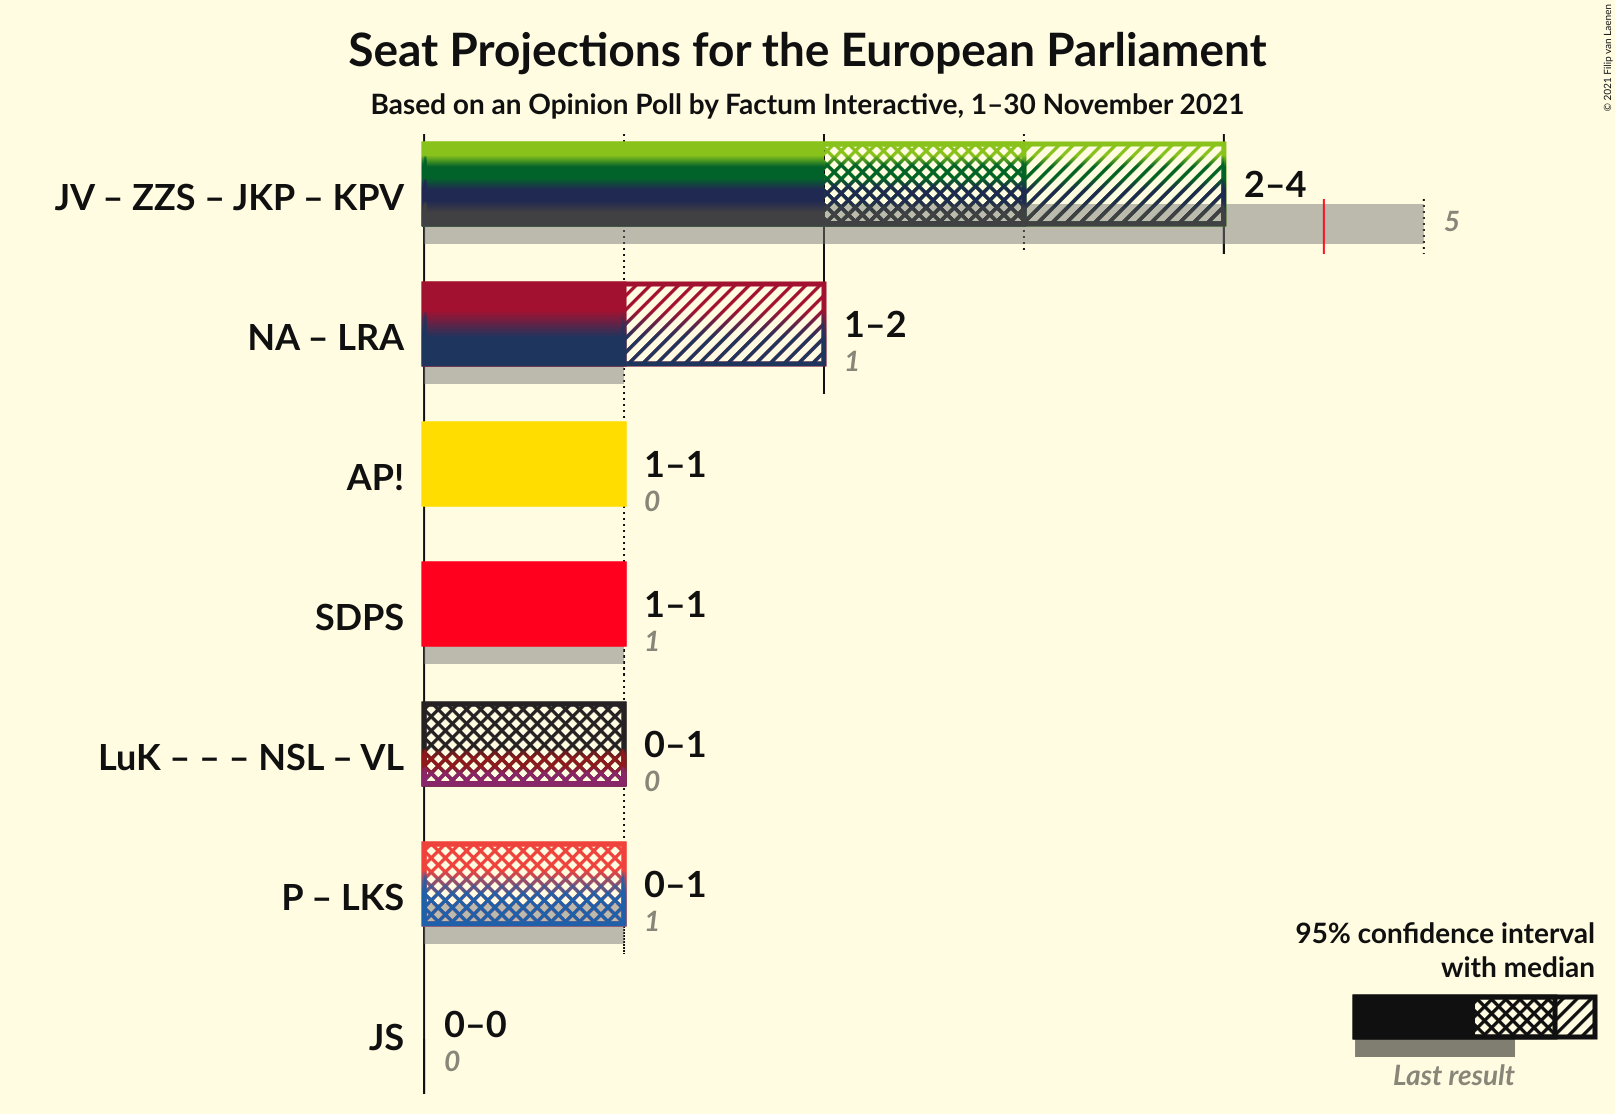 Seat Projections for the European Parliament
Based on an Opinion Poll by Factum Interactive, 1–30 November 2021
© 2021 Filip van Laenen
JV – ZZS – JKP – KPV
2–4
5
NA – LRA
1–2
1
AP!
1–1
0
SDPS
1–1
1
LuK – – – NSL – VL
0–1
0
P – LKS
0–1
1
JS
0–0
0
95% confidence interval
with median
Last result